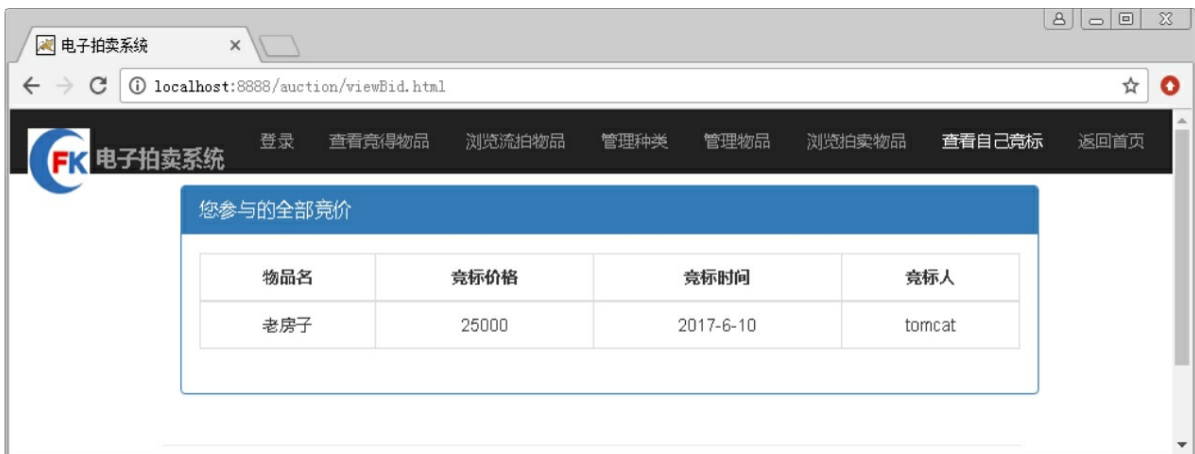 电子拍卖系统
localhost:8888/auction/viewBid.html
FK 电子拍卖系统 登录 查看竞得物品 浏览流拍物品 管理种类 管理物品 浏览拍卖物品 查看自己竞标 返回首页
您参与的全部竞价
物品名 竞标价格 竞标时间 竞标人
老房子 25000 2017-6-10 tomcat